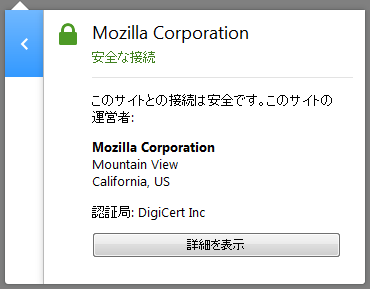 Mozilla Corporation
安全な接続
このサイトとの接続は安全です。このサイトの
運営者:
Mozilla Corporation
Mountain View
California, US
認証局: DigiCert Inc
詳細を表示